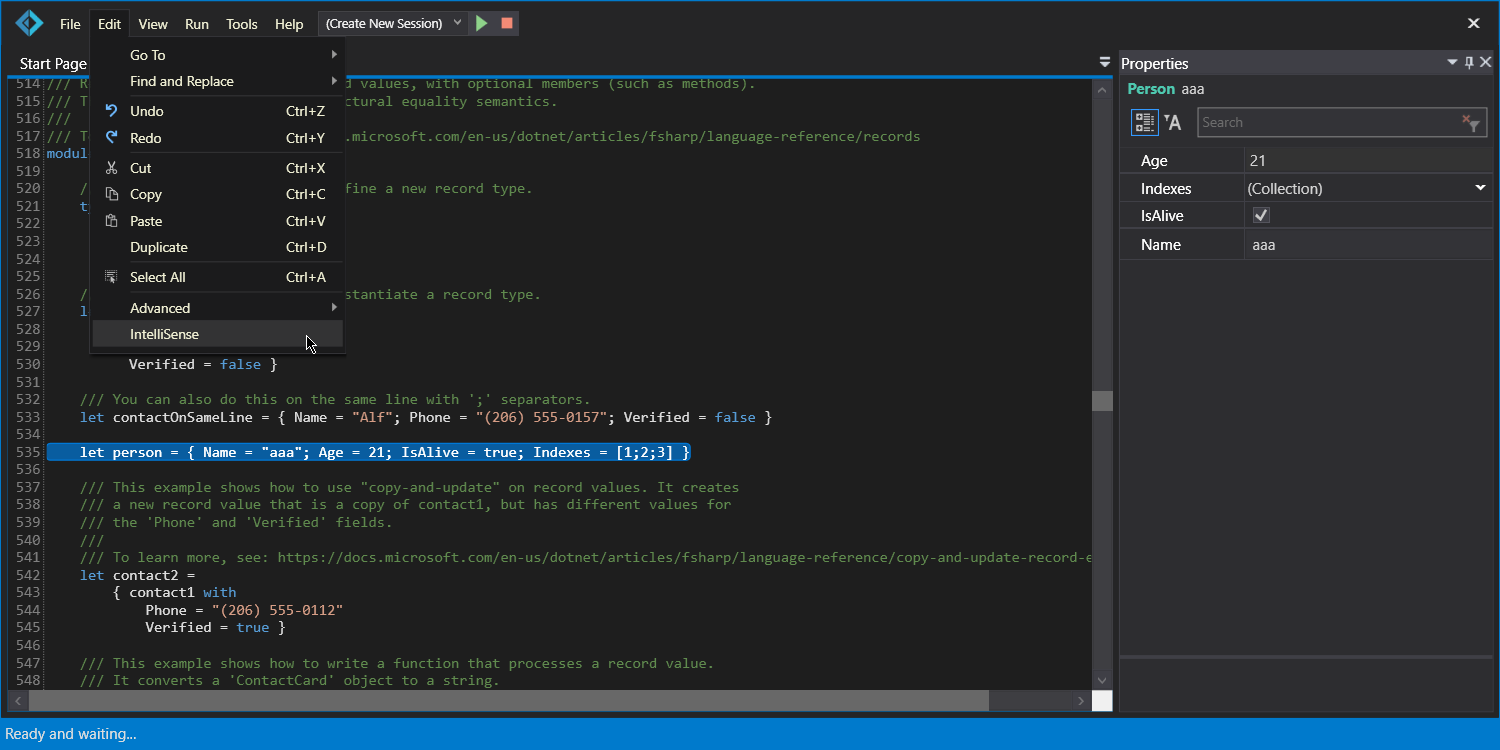 File Edit View Run Tools Help (Create New Session)
Go To
Find and Replace
Undo Ctrl+Z
Redo Ctrl+Y
Cut Ctrl+X
Copy Ctrl+C
Paste Ctrl+V
Duplicate Ctrl+D
Select All Ctrl+A
Advanced
IntelliSense
Start Page
514 /// R d values, with optional members (such as methods).
515 /// T ctural equality semantics.
516 ///
517 /// T .microsoft.com/en-us/dotnet/articles/fsharp/language-reference/records
518 modul
519
520 / fine a new record type.
521 t
522
523
524
525
526 / stantiate a record type.
527 l
528
529
530 Verified = false }
531
532 /// You can also do this on the same line with ';' separators.
533 let contactOnSameLine = { Name = "Alf"; Phone = "(206) 555-0157"; Verified = false }
534
535 let person = { Name = "aaa"; Age = 21; IsAlive = true; Indexes = [1;2;3] }
536
537 /// This example shows how to use "copy-and-update" on record values. It creates
538 /// a new record value that is a copy of contact1, but has different values for
539 /// the 'Phone' and 'Verified' fields.
540 ///
541 /// To learn more, see: https://docs.microsoft.com/en-us/dotnet/articles/fsharp/language-reference/copy-and-update-record-e
542 let contact2 =
543 { contact1 with
544 Phone = "(206) 555-0112"
545 Verified = true }
546
547 /// This example shows how to write a function that processes a record value.
548 /// It converts a 'ContactCard' object to a string.
Properties
Person aaa
Search
Age 21
Indexes (Collection)
IsAlive
Name aaa
Ready and waiting...